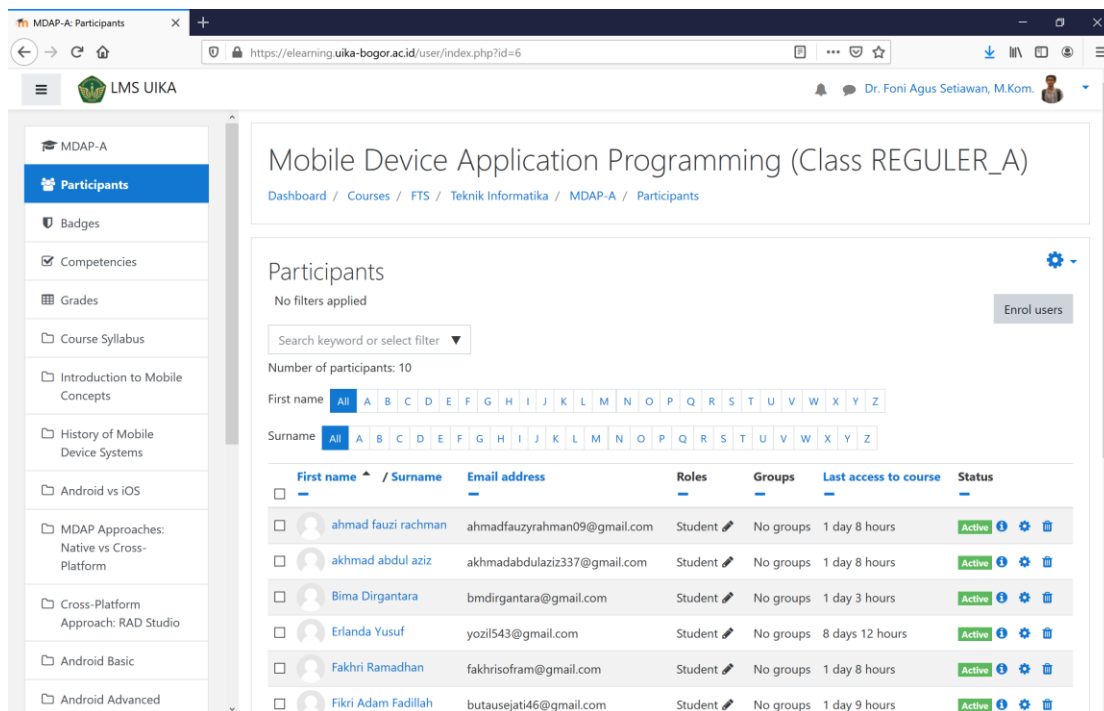 MDAP-A: Participants
https://elearning.uika-bogor.ac.id/user/index.php?id=6
LMS UIKA
Dr. Foni Agus Setiawan, M.Kom.
MDAP-A
Participants
Badges
Competencies
Grades
Course Syllabus
Introduction to Mobile
Concepts
History of Mobile
Device Systems
Android vs iOS
MDAP Approaches:
Native vs Cross-
Platform
Cross-Platform
Approach: RAD Studio
Android Basic
Android Advanced
Mobile Device Application Programming (Class REGULER_A)
Dashboard / Courses / FTS / Teknik Informatika / MDAP-A / Participants
Participants
No filters applied
Enrol users
Search keyword or select filter ▼
Number of participants: 10
First name All A B C D E F G H I J K L M N O P Q R S T U V W X Y Z
Surname All A B C D E F G H I J K L M N O P Q R S T U V W X Y Z
First name / Surname Email address Roles Groups Last access to course Status
ahmad fauzi rachman ahmadfauzyrahman09@gmail.com Student No groups 1 day 8 hours Active
akhmad abdul aziz akhmadabdulaziz337@gmail.com Student No groups 1 day 8 hours Active
Bima Dirgantara bmdirgantara@gmail.com Student No groups 1 day 3 hours Active
Erlanda Yusuf yozil543@gmail.com Student No groups 8 days 12 hours Active
Fakhri Ramadhan fakhrisofram@gmail.com Student No groups 1 day 8 hours Active
Fikri Adam Fadillah butausejati46@gmail.com Student No groups 1 day 9 hours Active